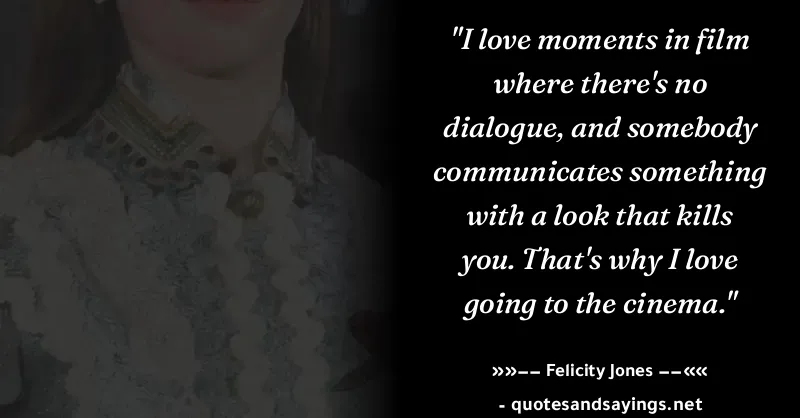 "I love moments in film
where there's no
dialogue, and somebody
communicates something
with a look that kills
you. That's why I love
going to the cinema."
»»—— Felicity Jones ——««
- quotesandsayings.net